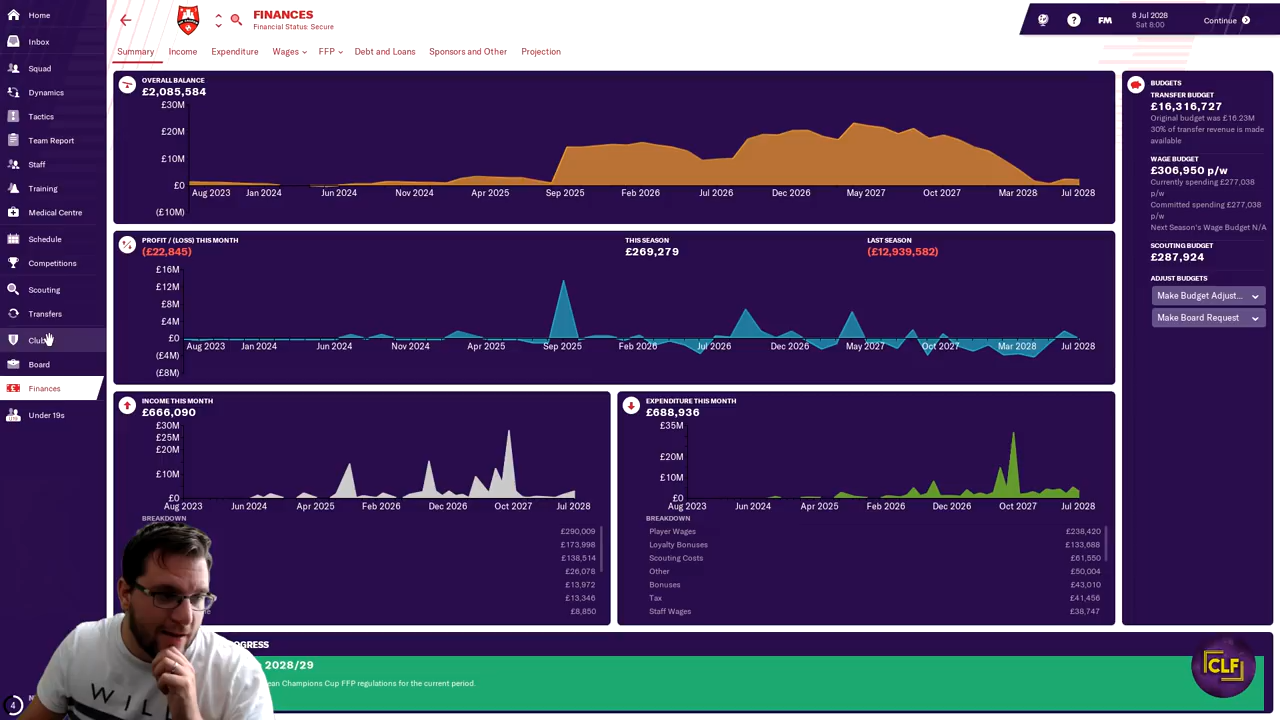 Home
Inbox
Squad
Dynamics
Tactics
Team Report
Staff
Training
Medical Centre
Schedule
Competitions
Scouting
Transfers
Club
Board
Finances
Under 19s
4
FINANCES
Financial Status: Secure
?
FM
8 Jul 2028
Sat 8:00
Continue
Summary Income Expenditure Wages FFP Debt and Loans Sponsors and Other Projection
OVERALL BALANCE
£2,085,584
£30M
£20M
£10M
£0
(£10M)
Aug 2023 Jan 2024 Jun 2024 Nov 2024 Apr 2025 Sep 2025 Feb 2026 Jul 2026 Dec 2026 May 2027 Oct 2027 Mar 2028 Jul 2028
PROFIT / (LOSS) THIS MONTH
(£22,845)
THIS SEASON
£269,279
LAST SEASON
(£12,939,582)
£16M
£12M
£8M
£4M
£0
(£4M)
(£8M)
Aug 2023 Jan 2024 Jun 2024 Nov 2024 Apr 2025 Sep 2025 Feb 2026 Jul 2026 Dec 2026 May 2027 Oct 2027 Mar 2028 Jul 2028
INCOME THIS MONTH
£666,090
£30M
£25M
£20M
£10M
£0
Aug 2023 Jun 2024 Apr 2025 Feb 2026 Dec 2026 Oct 2027 Jul 2028
BREAKDOWN
£290,009
£173,998
£138,514
£26,078
£13,972
£13,346
£8,850
EXPENDITURE THIS MONTH
£688,936
£35M
£20M
£10M
£0
Aug 2023 Jun 2024 Apr 2025 Feb 2026 Dec 2026 Oct 2027 Jul 2028
BREAKDOWN
Player Wages £238,420
Loyalty Bonuses £133,688
Scouting Costs £61,550
Other £50,004
Bonuses £43,010
Tax £41,456
Staff Wages £38,747
BUDGETS
TRANSFER BUDGET
£16,316,727
Original budget was £16.23M
30% of transfer revenue is made
available
WAGE BUDGET
£306,950 p/w
Currently spending £277,038
p/w
Committed spending £277,038
p/w
Next Season's Wage Budget N/A
SCOUTING BUDGET
£287,924
ADJUST BUDGETS
Make Budget Adjust...
Make Board Request
2028/29
Champions Cup FFP regulations for the current period.
CLF
WILL